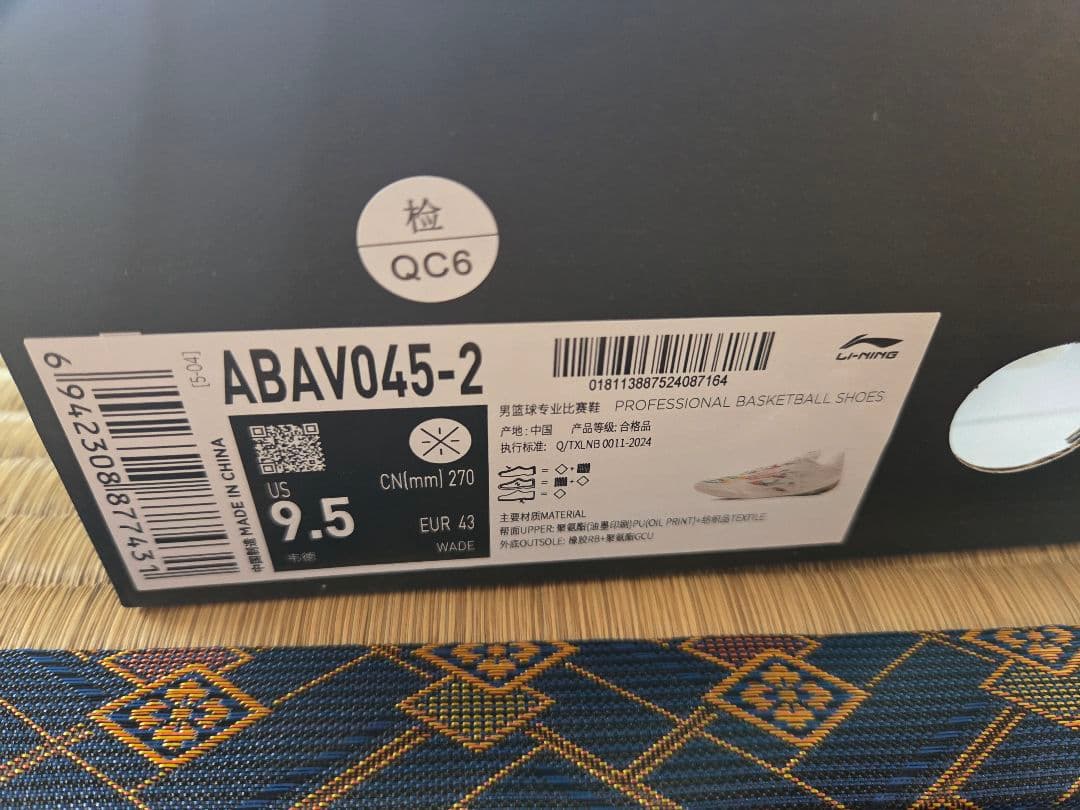 检
QC6
6942308877431
[5-04]
中国制造 MADE IN CHINA
ABAV045-2
018113887524087164
LI-NING
男篮球专业比赛鞋 PROFESSIONAL BASKETBALL SHOES
产地: 中国 产品等级: 合格品
执行标准: Q/TXLNB 0011-2024
US
9.5
韦德
CN(mm) 270
EUR 43
WADE
主要材质MATERIAL
帮面UPPER: 聚氨酯(油墨印刷)PU(OIL PRINT)+纺织品TEXTILE
外底OUTSOLE: 橡胶RB+聚氨酯GCU